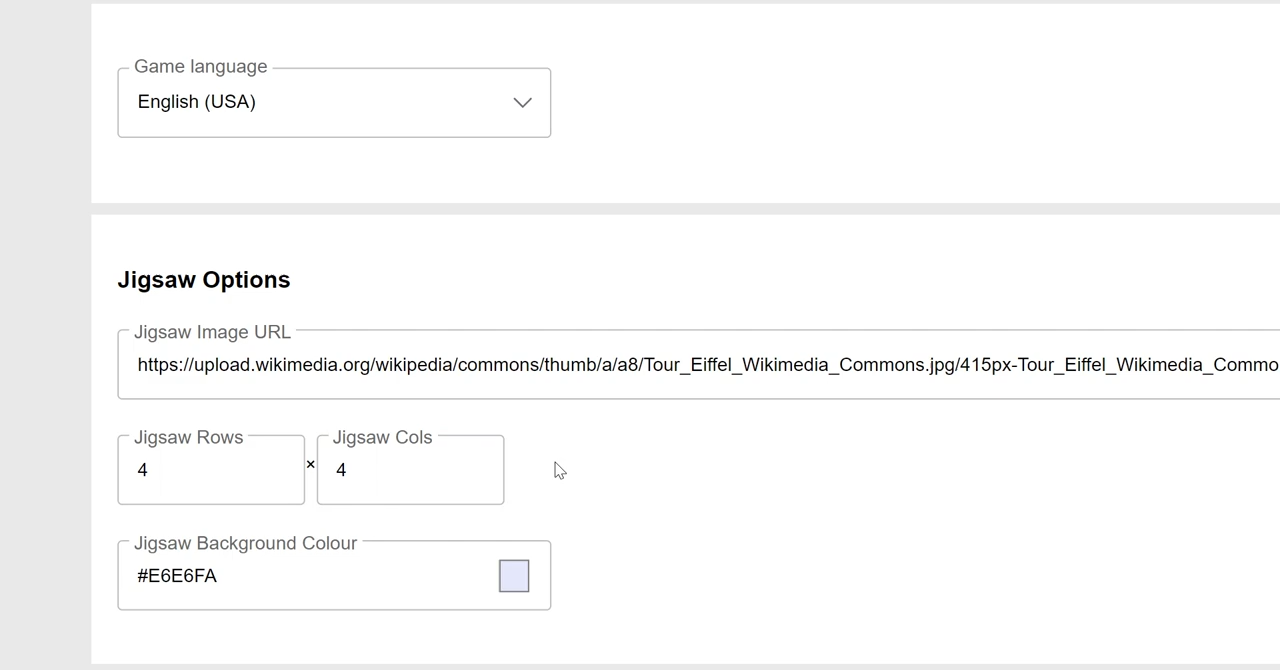 Game language
English (USA)
Jigsaw Options
Jigsaw Image URL
https://upload.wikimedia.org/wikipedia/commons/thumb/a/a8/Tour_Eiffel_Wikimedia_Commons.jpg/415px-Tour_Eiffel_Wikimedia_Commo
Jigsaw Rows
Jigsaw Cols
4 × 4
Jigsaw Background Colour
#E6E6FA